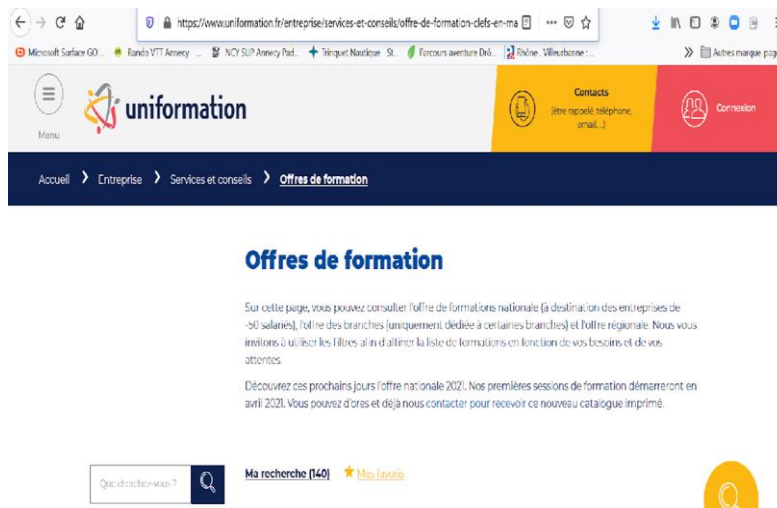 https://www.uniformation.fr/entreprise/services-et-conseils/offre-de-formation-clefs-en-ma
Microsoft Surface GO ... Rando VTT Annecy ... NCY SUP Annecy Pad... Trinquet Nautique St... Parcours aventure Drô... Rhône . Villeurbanne : ... Autres marque page
Menu
uniformation
Contacts
(être rappelé, téléphone,
email...)
Connexion
Accueil > Entreprise > Services et conseils > Offres de formation
Offres de formation
Sur cette page, vous pouvez consulter l'offre de formations nationale (à destination des entreprises de
-50 salariés), l'offre des branches (uniquement dédiée à certaines branches) et l'offre régionale. Nous vous
invitons à utiliser les filtres afin d'affiner la liste de formations en fonction de vos besoins et de vos
attentes.
Découvrez ces prochains jours l'offre nationale 2021. Nos premières sessions de formation démarreront en
avril 2021. Vous pouvez d'ores et déjà nous contacter pour recevoir ce nouveau catalogue imprimé.
Que cherchez-vous ?
Ma recherche (140) Mes favoris